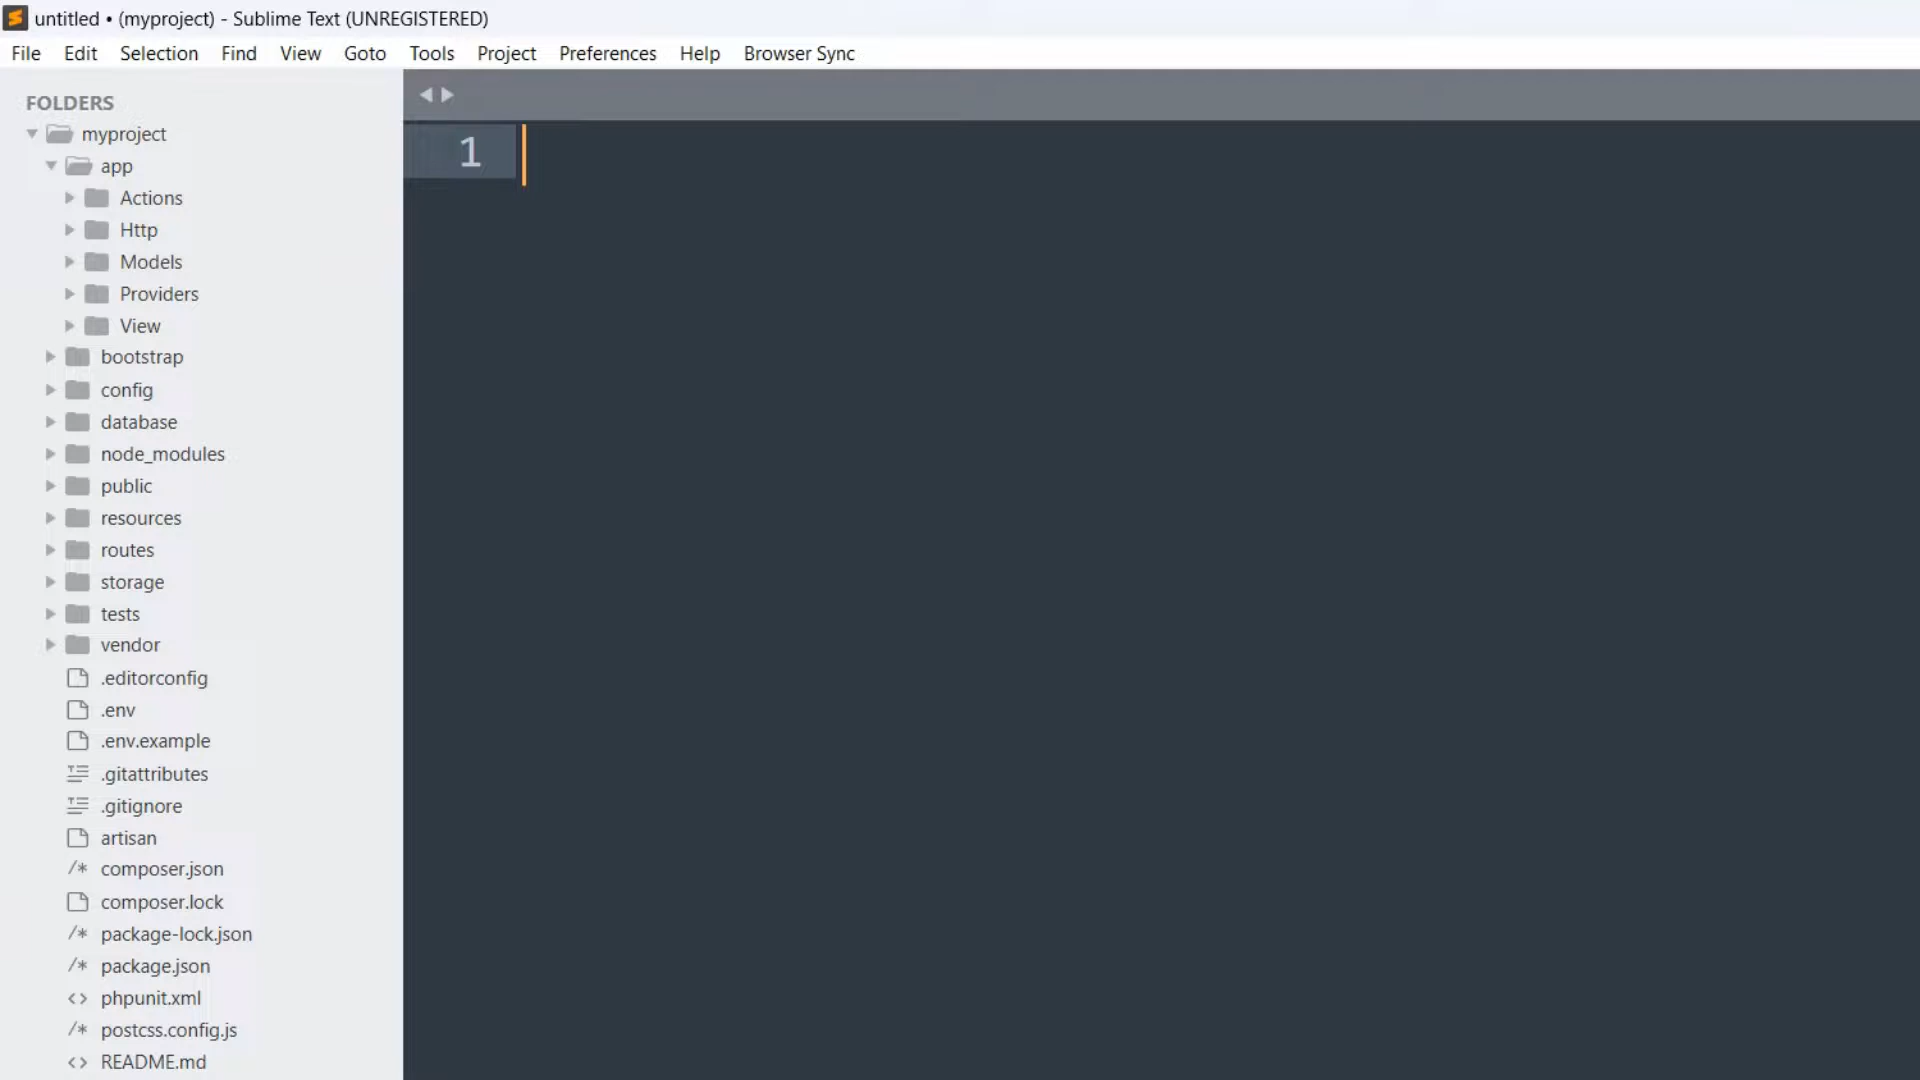 untitled • (myproject) - Sublime Text (UNREGISTERED)
File Edit Selection Find View Goto Tools Project Preferences Help Browser Sync
FOLDERS
myproject
app
Actions
Http
Models
Providers
View
bootstrap
config
database
node_modules
public
resources
routes
storage
tests
vendor
.editorconfig
.env
.env.example
.gitattributes
.gitignore
artisan
/* composer.json
composer.lock
/* package-lock.json
/* package.json
<> phpunit.xml
/* postcss.config.js
<> README.md
1